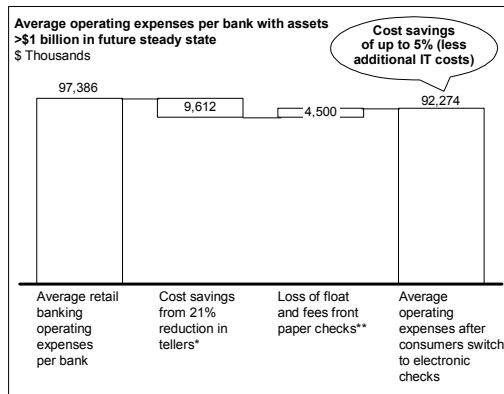 Average operating expenses per bank with assets
>$1 billion in future steady state
$ Thousands
Cost savings
of up to 5% (less
additional IT costs)
97,386
9,612
4,500
92,274
Average retail
banking
operating
expenses
per bank
Cost savings
from 21%
reduction in
tellers*
Loss of float
and fees front
paper checks**
Average
operating
expenses after
consumers switch
to electronic
checks